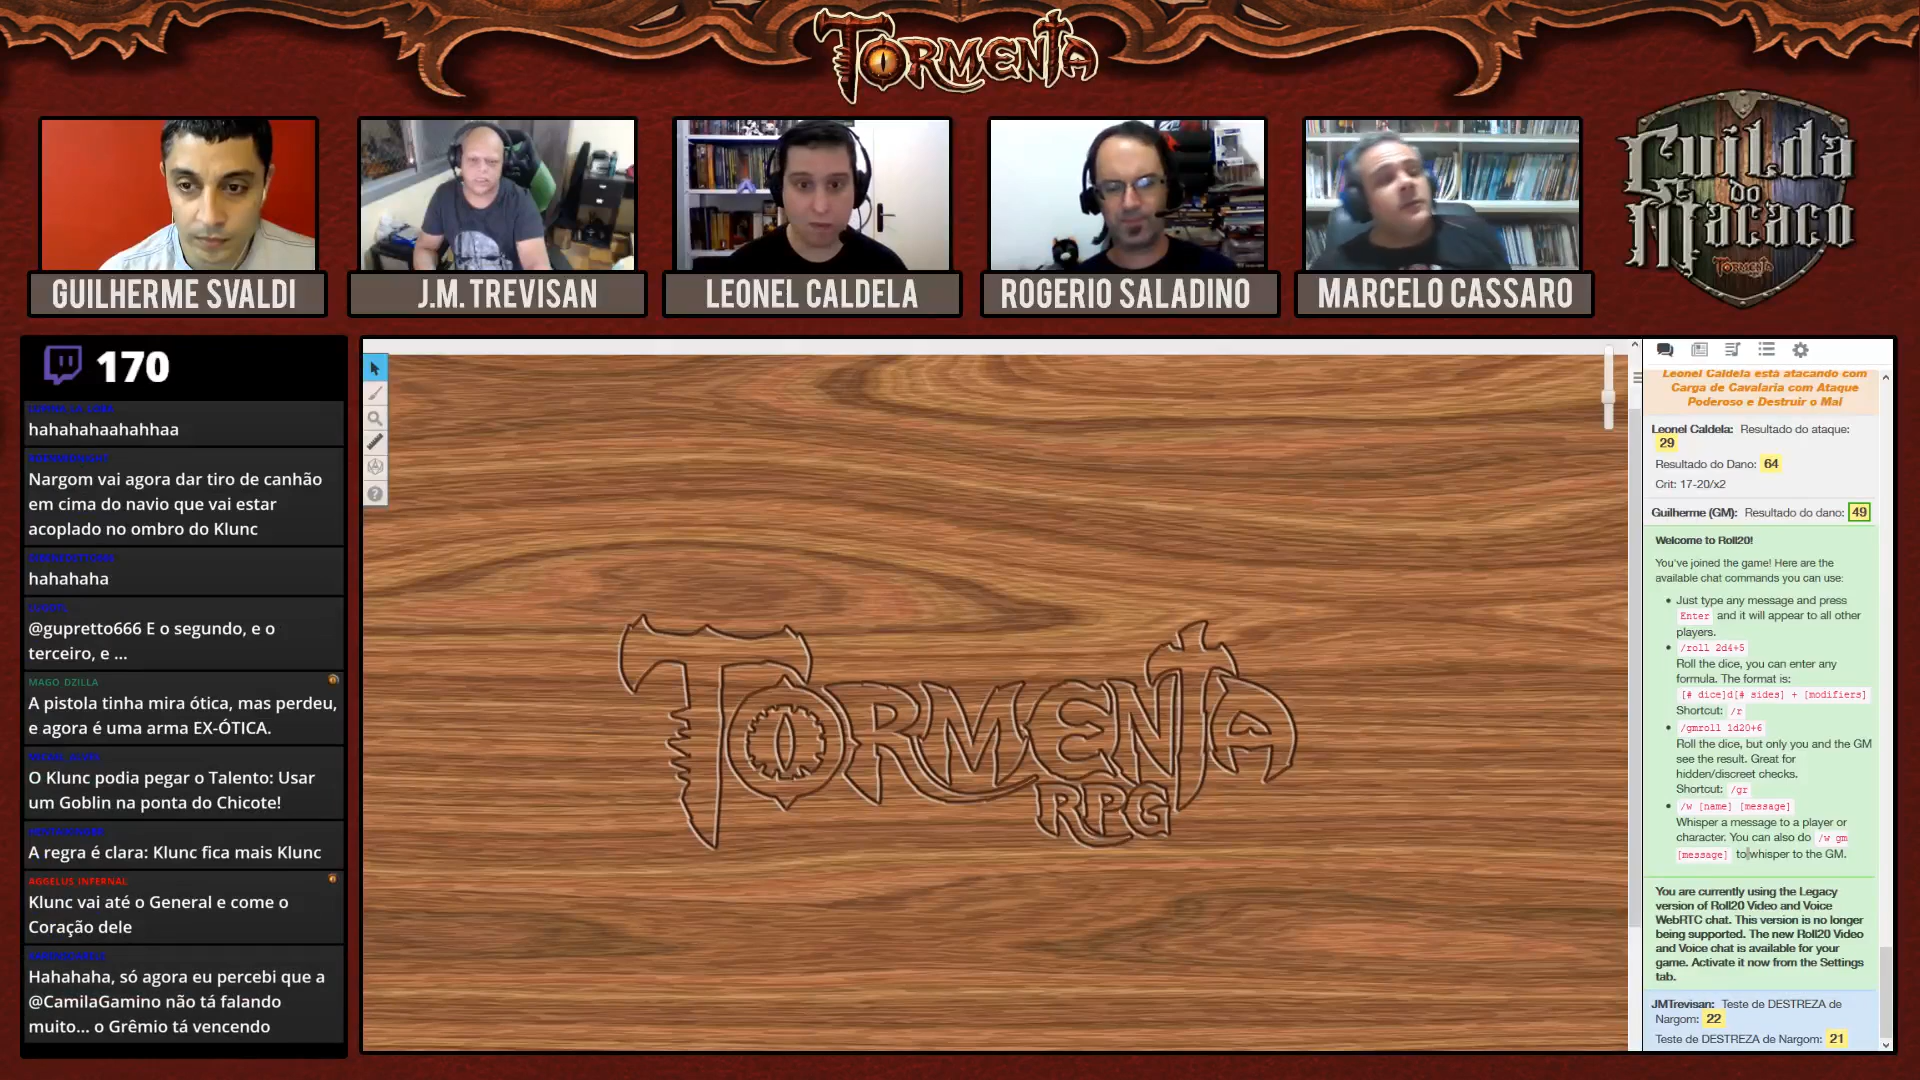 TORMENTA
GUILHERME SVALDI
J.M. TREVISAN
LEONEL CALDELA
ROGERIO SALADINO
MARCELO CASSARO
Guilda
do
Macaco
TORMENTA
170
hahahahaahahhaa
Nargom vai agora dar tiro de canhão
em cima do navio que vai estar
acoplado no ombro do Klunc
hahahaha
@gupretto666 E o segundo, e o
terceiro, e ...
MAGO DZILLA
A pistola tinha mira ótica, mas perdeu,
e agora é uma arma EX-ÓTICA.
O Klunc podia pegar o Talento: Usar
um Goblin na ponta do Chicote!
A regra é clara: Klunc fica mais Klunc
AGGELUS INFERNAL
Klunc vai até o General e come o
Coração dele
Hahahaha, só agora eu percebi que a
@CamilaGamino não tá falando
muito... o Grêmio tá vencendo
TORMENTA
RPG
Leonel Caldela está atacando com
Carga de Cavalaria com Ataque
Poderoso e Destruir o Mal
Leonel Caldela: Resultado do ataque:
29
Resultado do Dano: 64
Crit: 17-20/x2
Guilherme (GM): Resultado do dano: 49
Welcome to Roll20!
You've joined the game! Here are the
available chat commands you can use:
• Just type any message and press
Enter and it will appear to all other
players.
• /roll 2d4+5
Roll the dice, you can enter any
formula. The format is:
[# dice]d[# sides] + [modifiers]
Shortcut: /r
• /gmroll 1d20+6
Roll the dice, but only you and the GM
see the result. Great for
hidden/discreet checks.
Shortcut: /gr
• /w [name] [message]
Whisper a message to a player or
character. You can also do /w gm
[message] to whisper to the GM.
You are currently using the Legacy
version of Roll20 Video and Voice
WebRTC chat. This version is no longer
being supported. The new Roll20 Video
and Voice chat is available for your
game. Activate it now from the Settings
tab.
JMTrevisan: Teste de DESTREZA de
Nargom: 22
Teste de DESTREZA de Nargom: 21